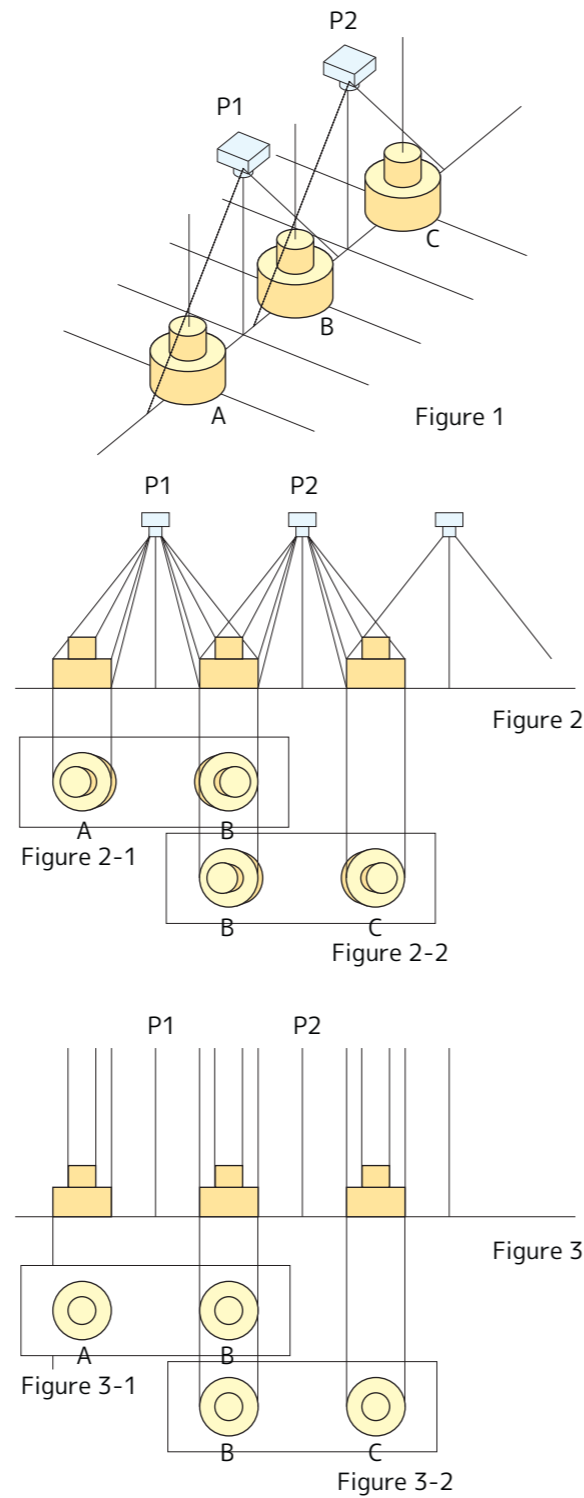 P2
P1
C
B
A
Figure 1
P1 P2
Figure 2
A B
Figure 2-1
B C
Figure 2-2
P1 P2
Figure 3
A B
Figure 3-1
B C
Figure 3-2